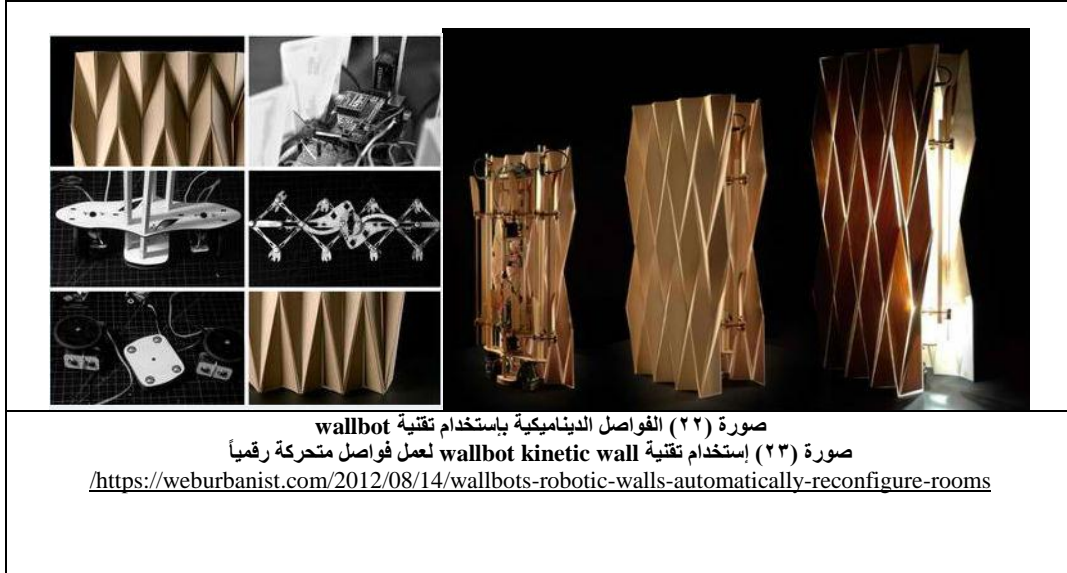 صورة (٢٢) الفواصل الديناميكية بإستخدام تقنية wallbot
صورة (٢٣) إستخدام تقنية wallbot kinetic wall لعمل فواصل متحركة رقمياً
/https://weburbanist.com/2012/08/14/wallbots-robotic-walls-automatically-reconfigure-rooms